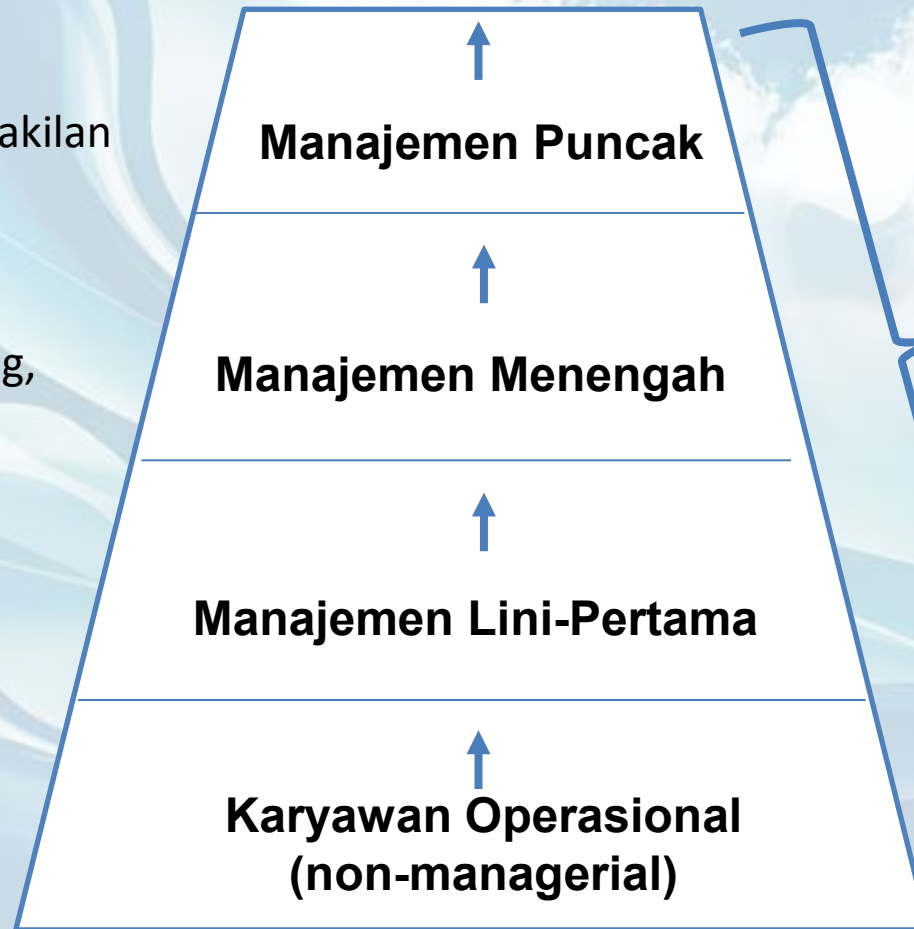 akilan
Manajemen Puncak
g,
Manajemen Menengah
Manajemen Lini-Pertama
Karyawan Operasional
(non-managerial)